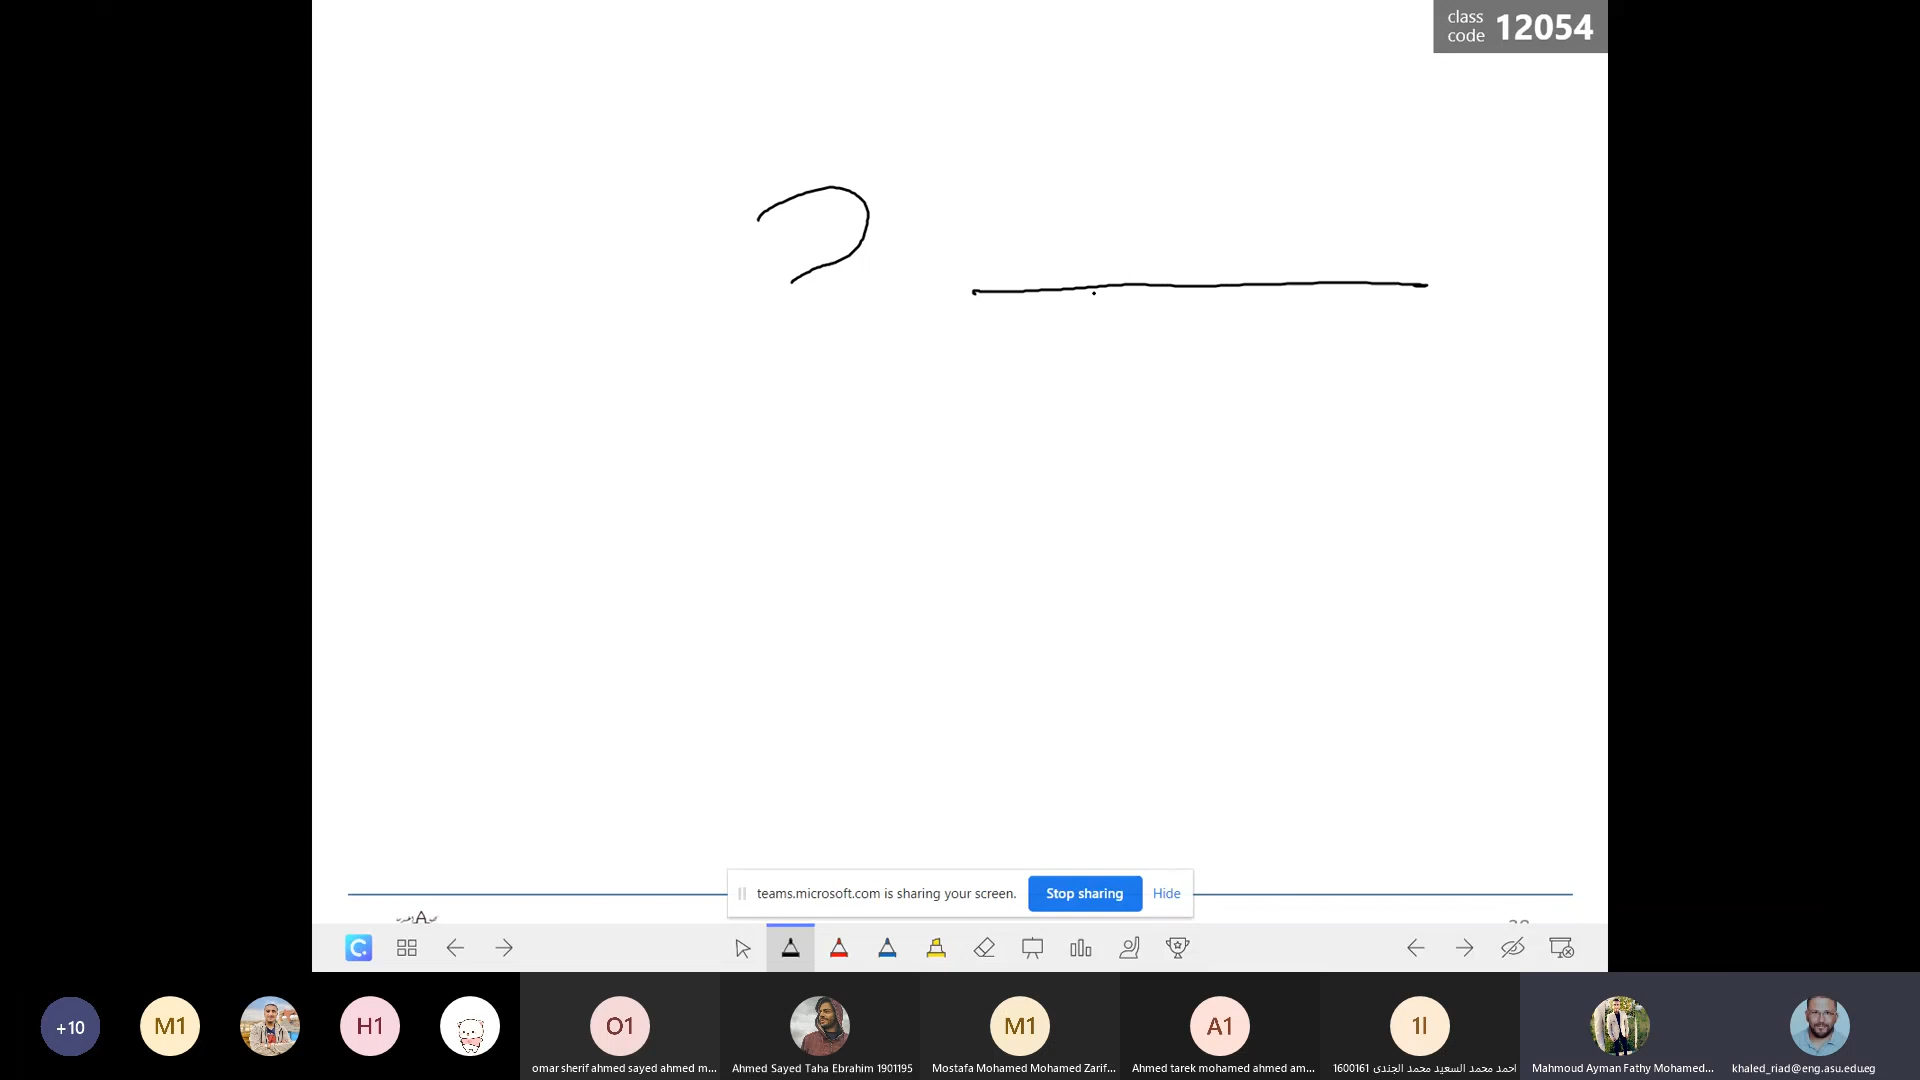 class
code 12054
teams.microsoft.com is sharing your screen. Stop sharing Hide
C.
+10 M1 H1 O1 M1 A1 1ا
omar sherif ahmed sayed ahmed m... Ahmed Sayed Taha Ebrahim 1901195 Mostafa Mohamed Mohamed Zarif... Ahmed tarek mohamed ahmed am... احمد محمد السعيد محمد الجندى 1600161 Mahmoud Ayman Fathy Mohamed... khaled_riad@eng.asu.edu.eg